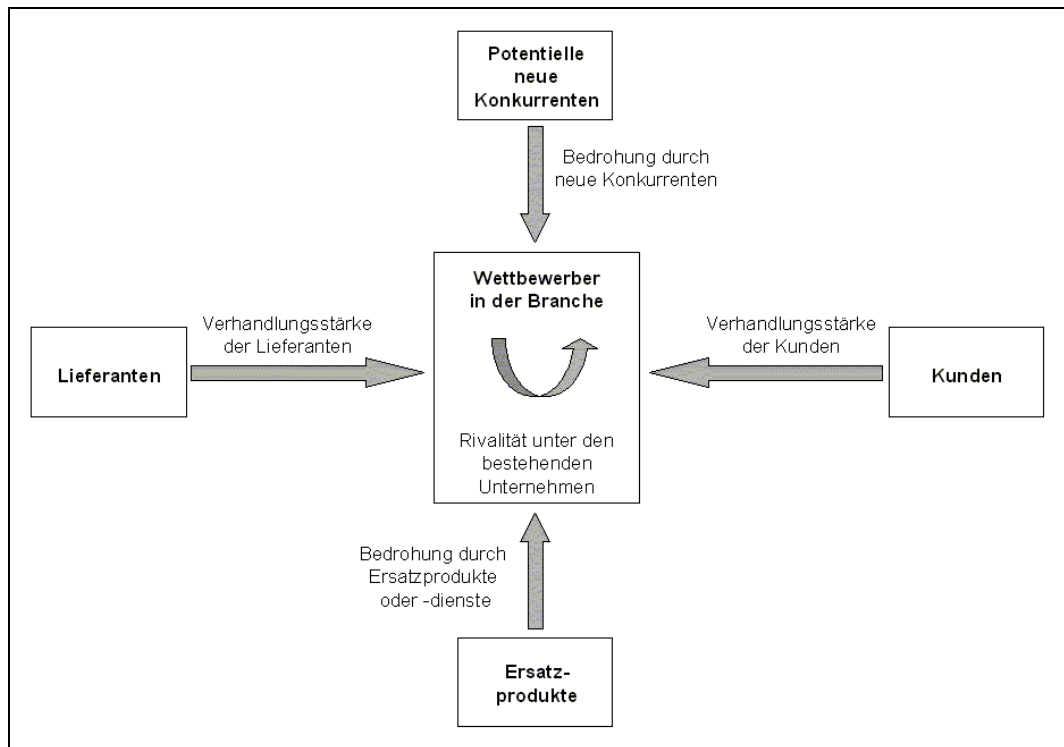 Potentielle
neue
Konkurrenten
Bedrohung durch
neue Konkurrenten
Wettbewerber
in der Branche
Verhandlungsstärke
der Lieferanten
Verhandlungsstärke
der Kunden
Lieferanten
Kunden
Rivalität unter den
bestehenden
Unternehmen
Bedrohung durch
Ersatzprodukte
oder -dienste
Ersatz-
produkte